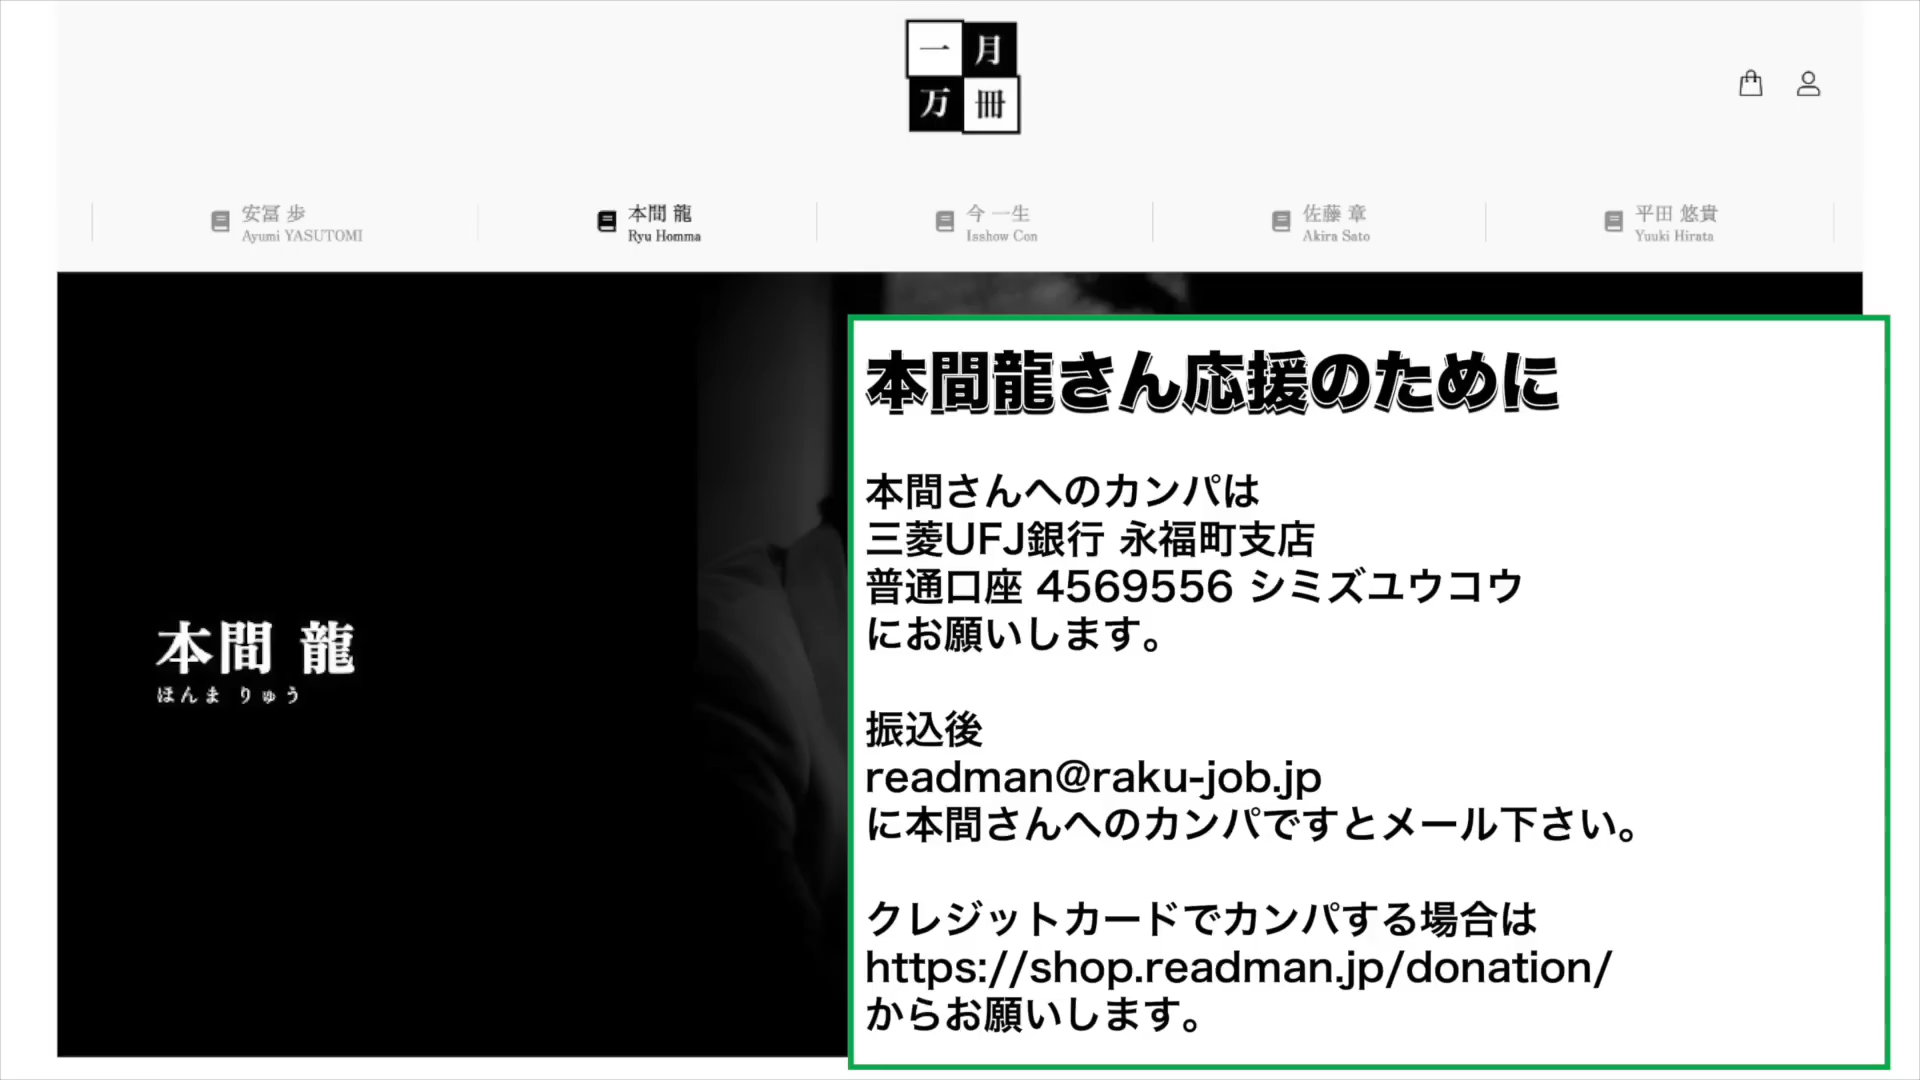 一月
万冊
安冨 歩
Ayumi YASUTOMI
本間 龍
Ryu Homma
今 一生
Isshow Con
佐藤 章
Akira Sato
平田 悠貴
Yuuki Hirata
本間 龍
ほんま りゅう
本間龍さん応援のために
本間さんへのカンパは
三菱UFJ銀行 永福町支店
普通口座 4569556 シミズユウコウ
にお願いします。
振込後
readman@raku-job.jp
に本間さんへのカンパですとメール下さい。
クレジットカードでカンパする場合は
https://shop.readman.jp/donation/
からお願いします。